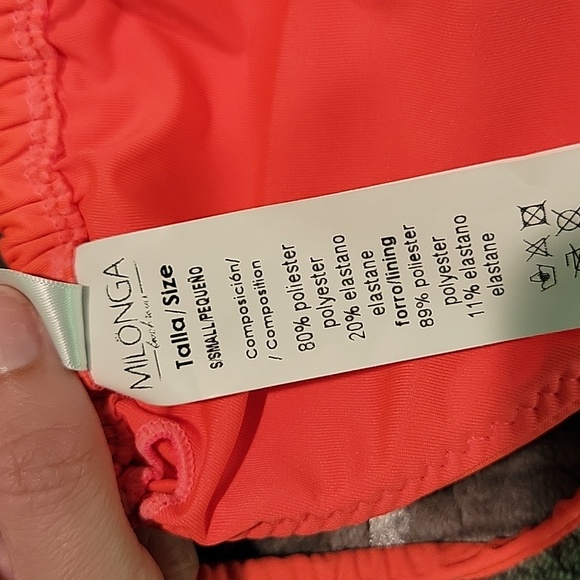 MILONGA
Talla/Size
S/SMALL/PEQUEÑO
Composición/
/ Composition
80% poliester
polyester
20% elastano
elastane
forro/lining
89% poliester
polyester
11% elastano
elastane